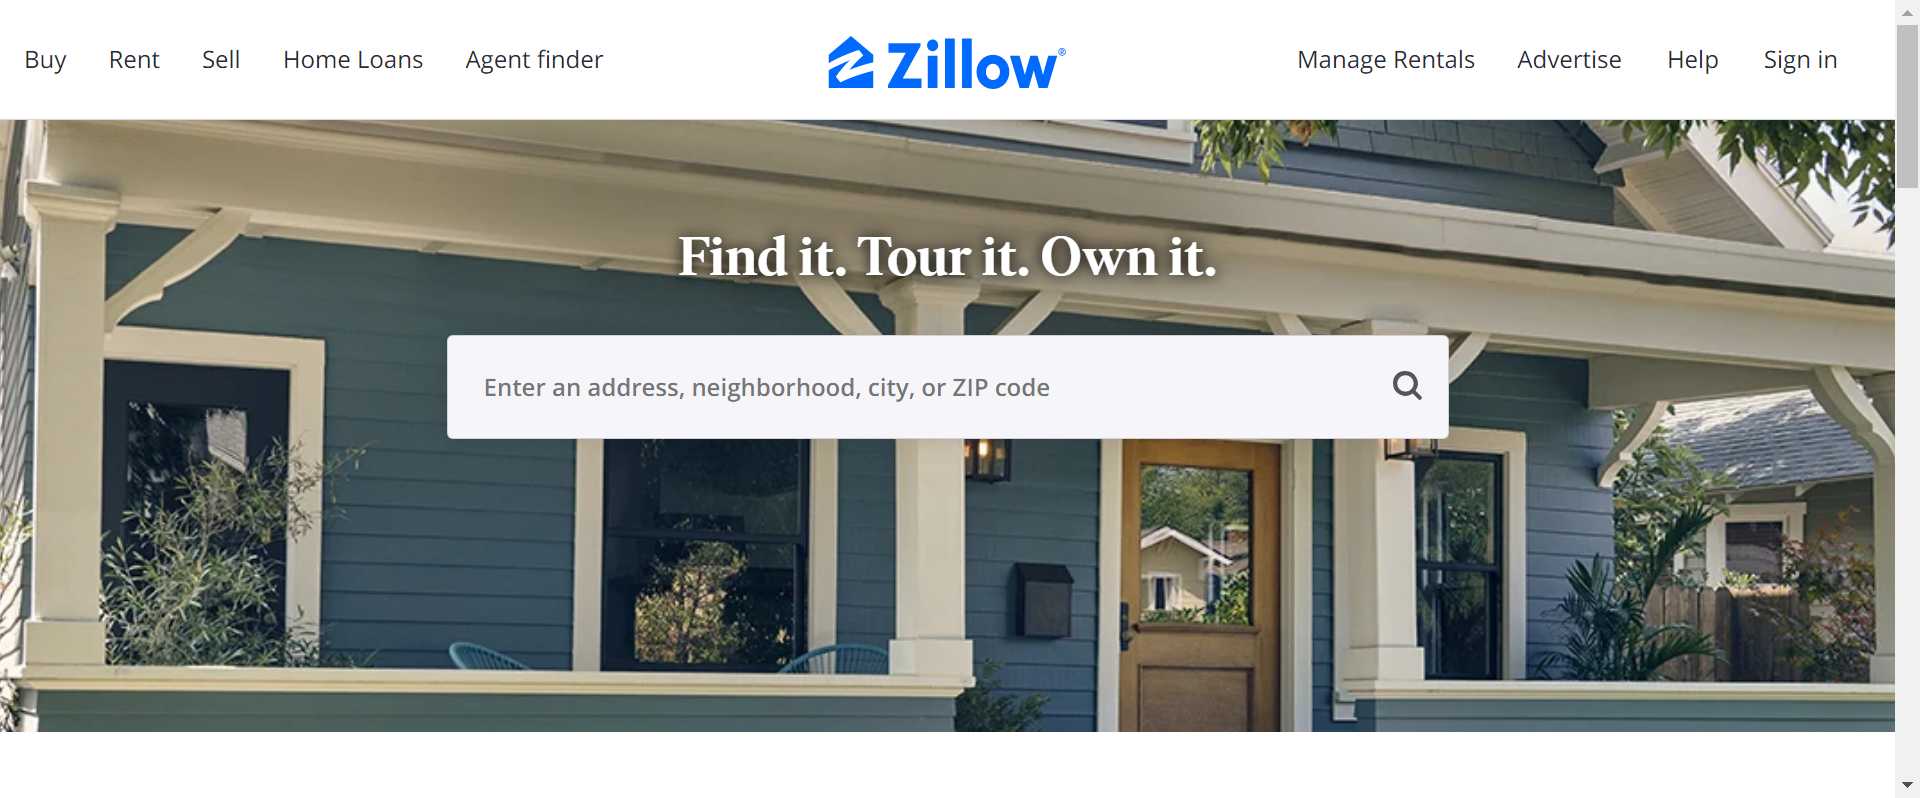 Buy Rent Sell Home Loans Agent finder Zillow® Manage Rentals Advertise Help Sign in
Find it. Tour it. Own it.
Enter an address, neighborhood, city, or ZIP code